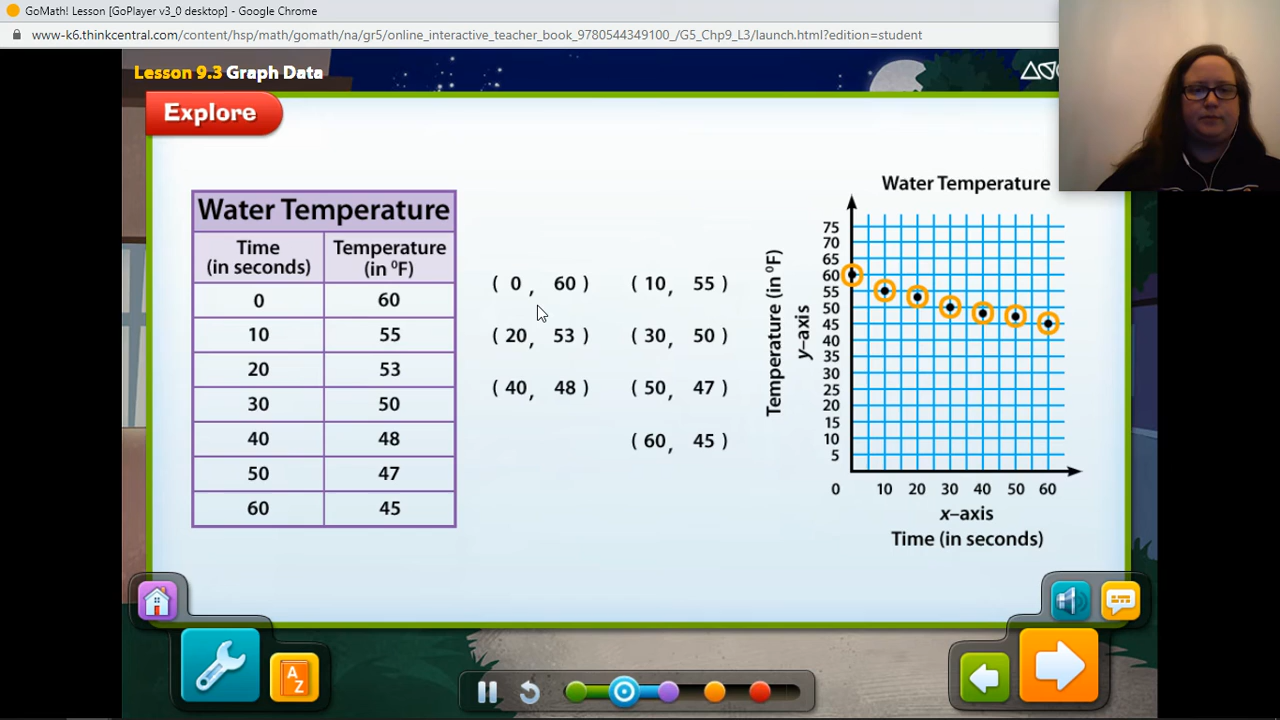 GoMath! Lesson [GoPlayer v3_0 desktop] - Google Chrome
www-k6.thinkcentral.com/content/hsp/math/gomath/na/gr5/online_interactive_teacher_book_9780544349100_/G5_Chp9_L3/launch.html?edition=student
Lesson 9.3 Graph Data
Explore
Water Temperature
Time (in seconds) Temperature (in °F)
0 60
10 55
20 53
30 50
40 48
50 47
60 45
( 0 , 60 ) ( 10, 55 )
( 20, 53 ) ( 30, 50 )
( 40, 48 ) ( 50, 47 )
( 60, 45 )
Water Temperature
Temperature (in °F)
y–axis
75
70
65
60
55
50
45
40
35
30
25
20
15
10
5
0 10 20 30 40 50 60
x–axis
Time (in seconds)
A
Z